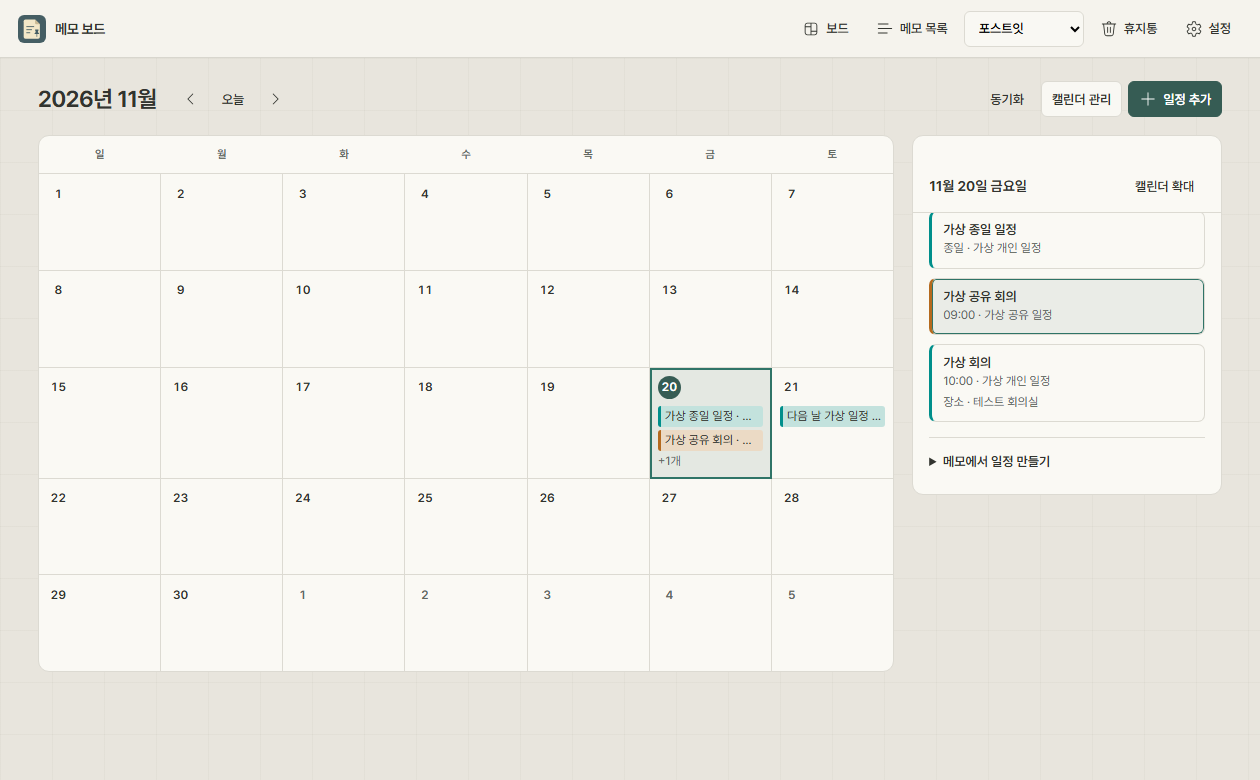 메모 보드
보드
메모 목록
포스트잇
휴지통
설정
2026년 11월
오늘
동기화
캘린더 관리
일정 추가
일 월 화 수 목 금 토
1 2 3 4 5 6 7
8 9 10 11 12 13 14
15 16 17 18 19 20 21
가상 종일 일정 · ...
다음 날 가상 일정 ...
가상 공유 회의 · ...
+1개
22 23 24 25 26 27 28
29 30 1 2 3 4 5
11월 20일 금요일
캘린더 확대
가상 종일 일정
종일 · 가상 개인 일정
가상 공유 회의
09:00 · 가상 공유 일정
가상 회의
10:00 · 가상 개인 일정
장소 · 테스트 회의실
메모에서 일정 만들기